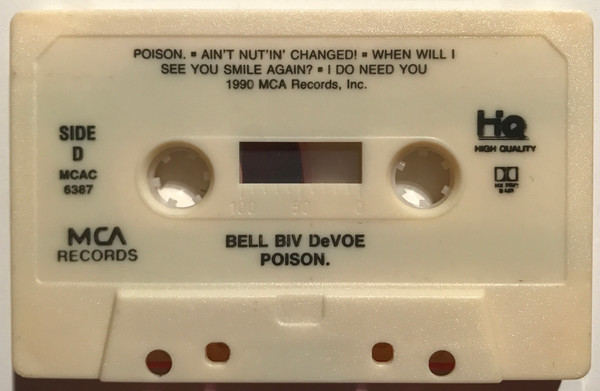 POISON. ▪ AIN'T NUT'IN' CHANGED! ▪ WHEN WILL I
SEE YOU SMILE AGAIN? ▪ I DO NEED YOU
1990 MCA Records, Inc.
SIDE
D
MCAC
6387
HQ
HIGH QUALITY
100 50 0
MCA
RECORDS
BELL BIV DeVOE
POISON.